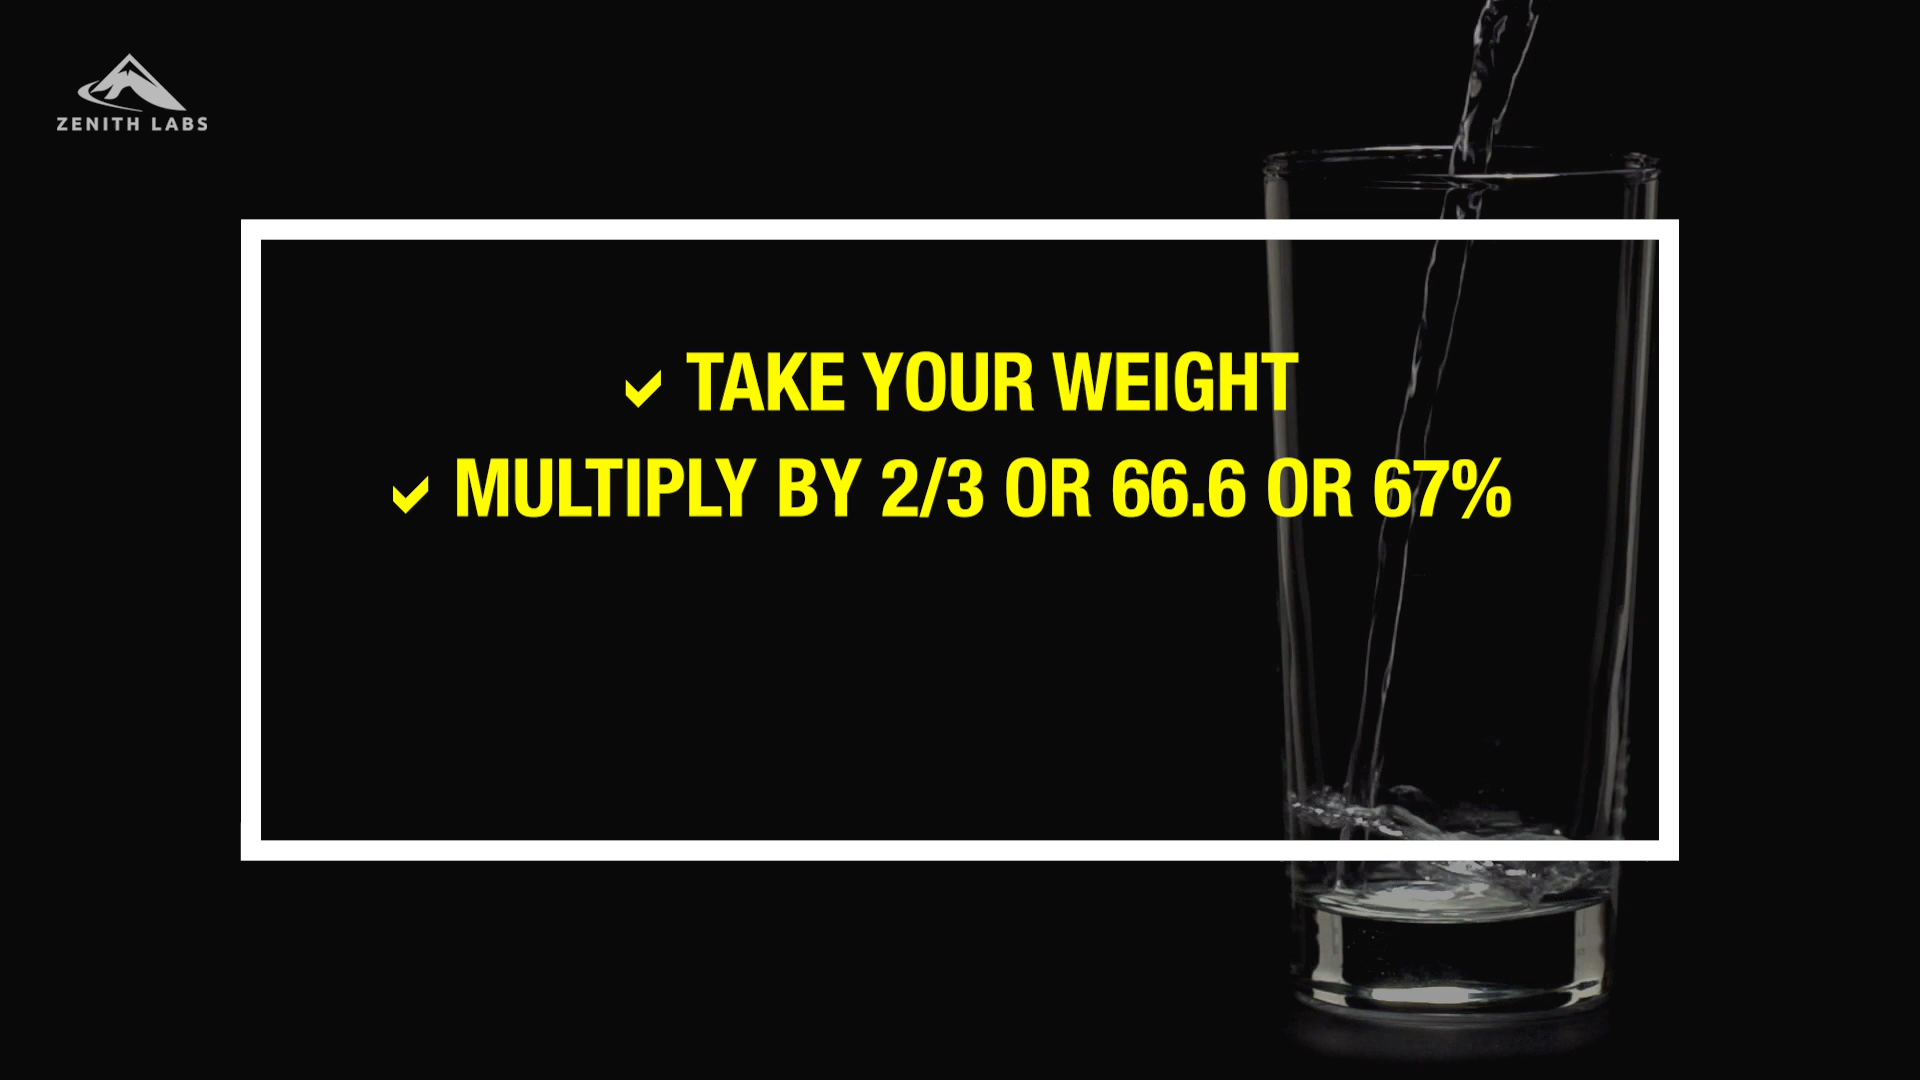 ZENITH LABS
✓ TAKE YOUR WEIGHT
✓ MULTIPLY BY 2/3 OR 66.6 OR 67%